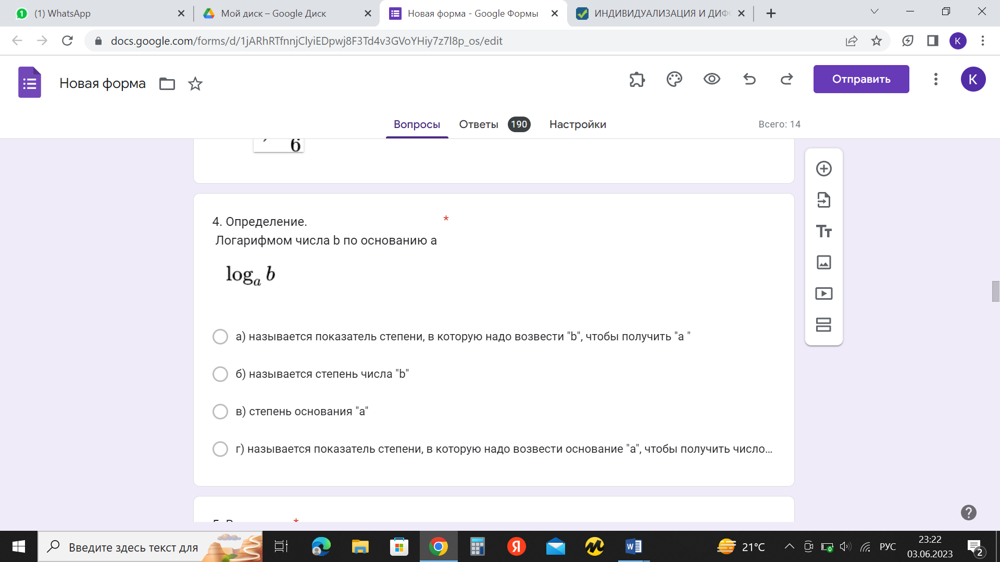 (1) WhatsApp
Мой диск – Google Диск
Новая форма - Google Формы
ИНДИВИДУАЛИЗАЦИЯ И ДИФ
docs.google.com/forms/d/1jARhRTfnnjClyiEDpwj8F3Td4v3GVoYHiy7z7l8p_os/edit
K
Новая форма
Отправить
K
Вопросы
Ответы 190
Настройки
Всего: 14
6
4. Определение. *
Логарифмом числа b по основанию a
logₐ b
а) называется показатель степени, в которую надо возвести "b", чтобы получить "a "
б) называется степень числа "b"
в) степень основания "a"
г) называется показатель степени, в которую надо возвести основание "a", чтобы получить число...
*
Введите здесь текст для
21°C
РУС
23:22
03.06.2023
2